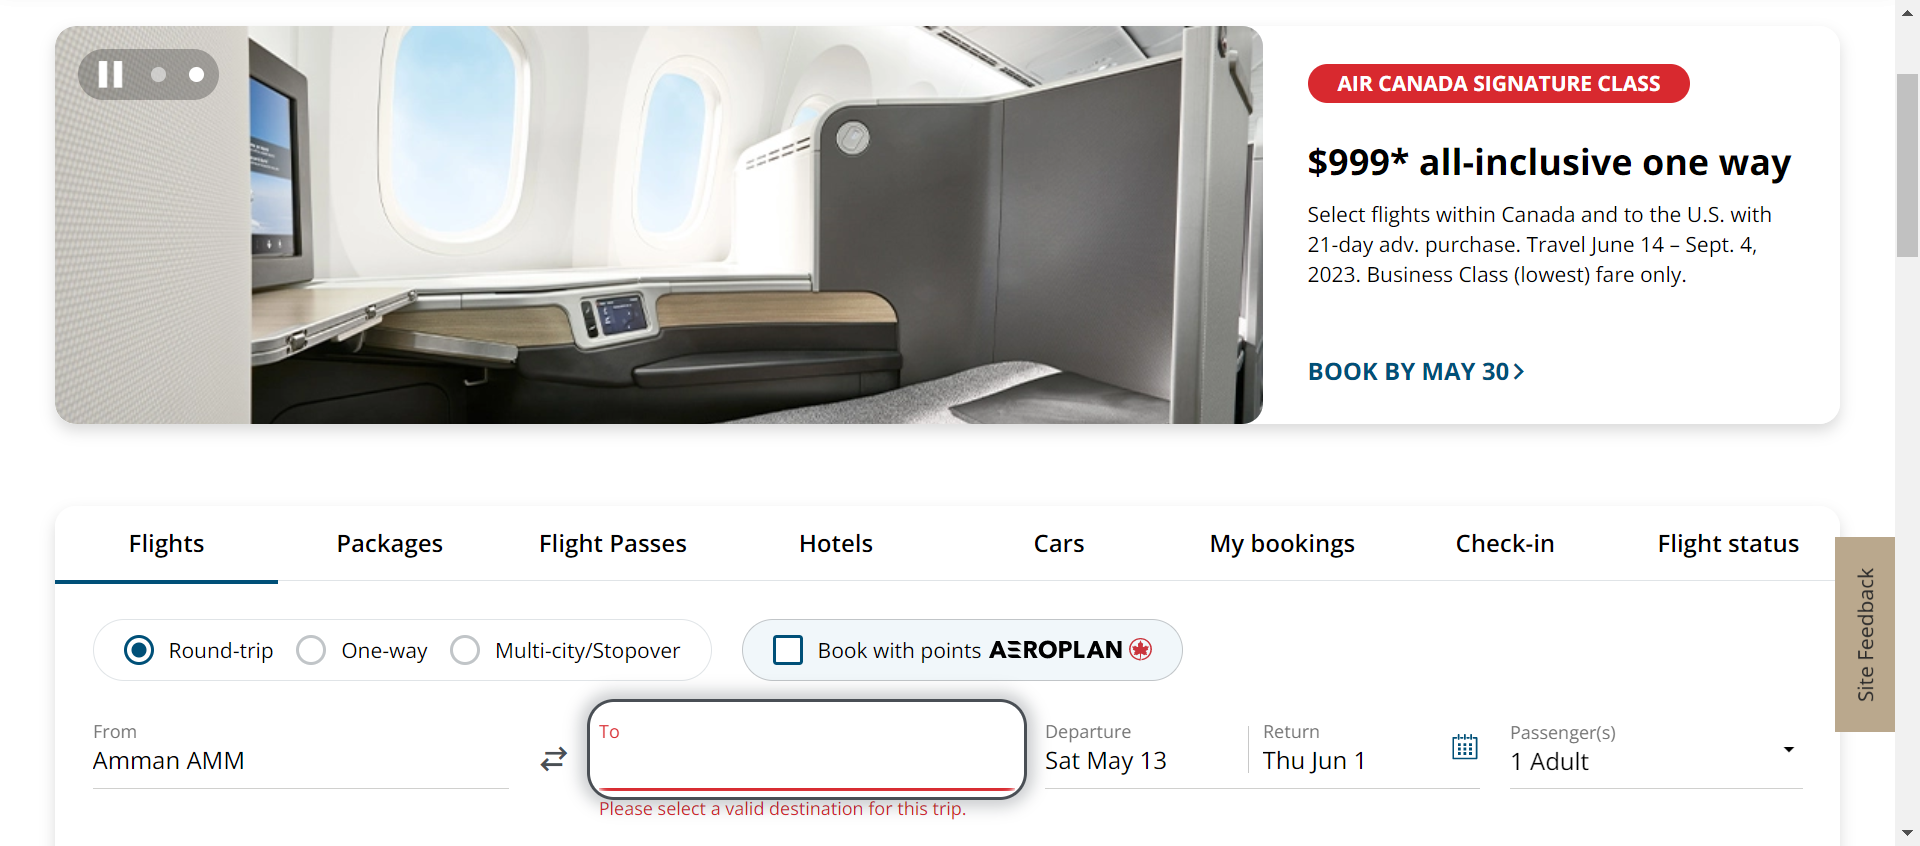 AIR CANADA SIGNATURE CLASS
$999* all-inclusive one way
Select flights within Canada and to the U.S. with
21-day adv. purchase. Travel June 14 – Sept. 4,
2023. Business Class (lowest) fare only.
BOOK BY MAY 30
Flights
Packages
Flight Passes
Hotels
Cars
My bookings
Check-in
Flight status
Site Feedback
Round-trip
One-way
Multi-city/Stopover
Book with points AEROPLAN
From
Amman AMM
To
Please select a valid destination for this trip.
Departure
Sat May 13
Return
Thu Jun 1
Passenger(s)
1 Adult